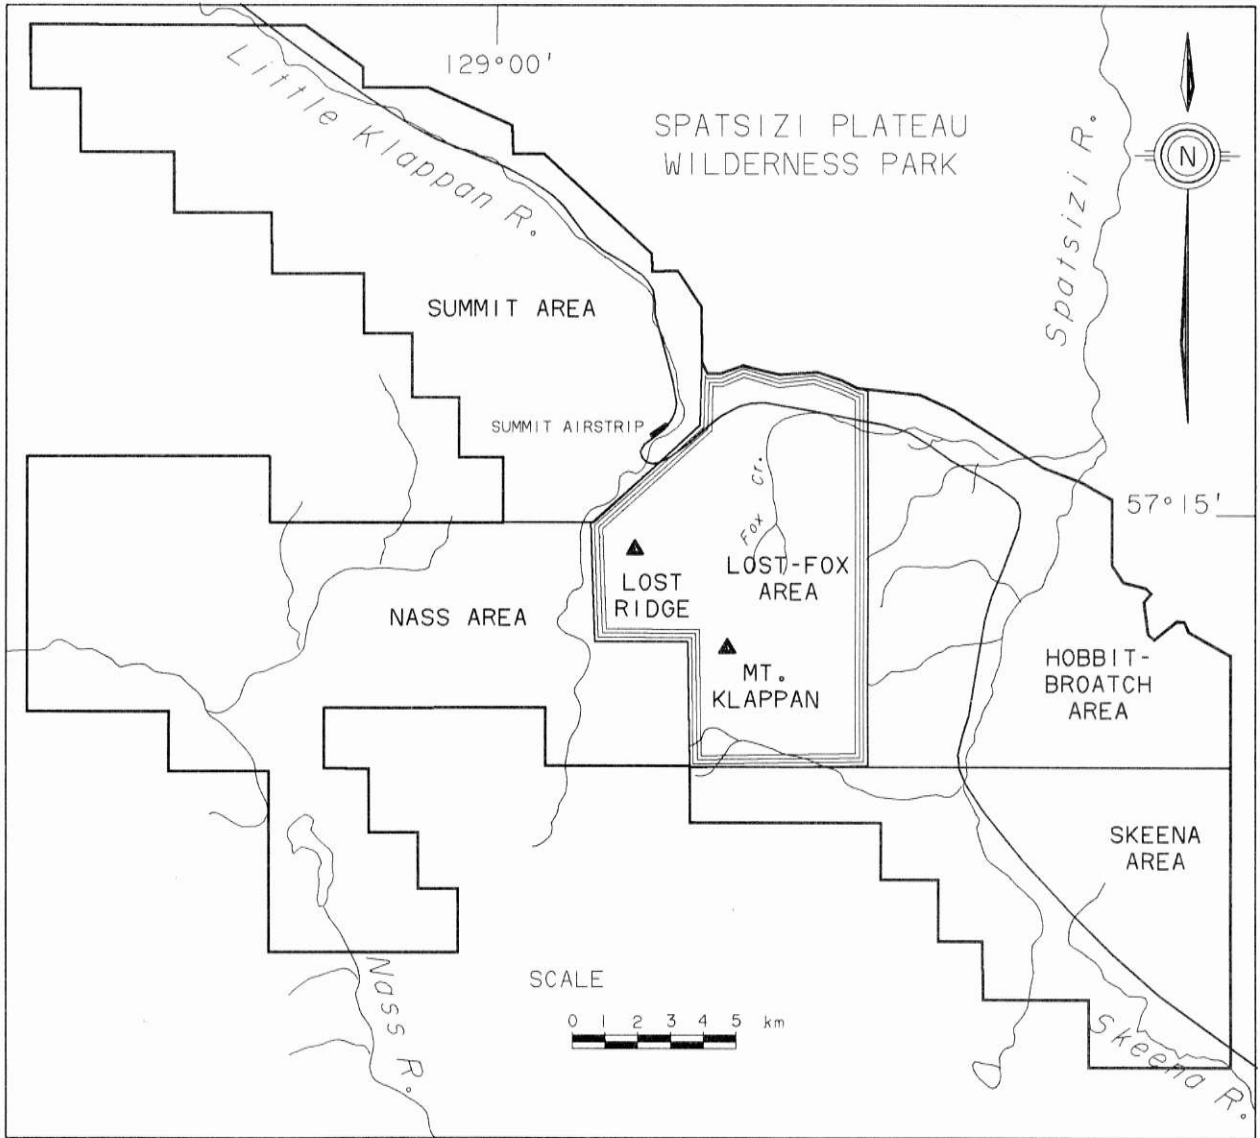 129°00'
Little Klappan R.
SPATSIZI PLATEAU
WILDERNESS PARK
Spatsizi R.
N
SUMMIT AREA
SUMMIT AIRSTRIP
Fox Cr.
57°15'
LOST
RIDGE
LOST-FOX
AREA
NASS AREA
MT.
KLAPPAN
HOBBIT-
BROATCH
AREA
SKEENA
AREA
Nass R.
SCALE
0 1 2 3 4 5 km
Skeena R.